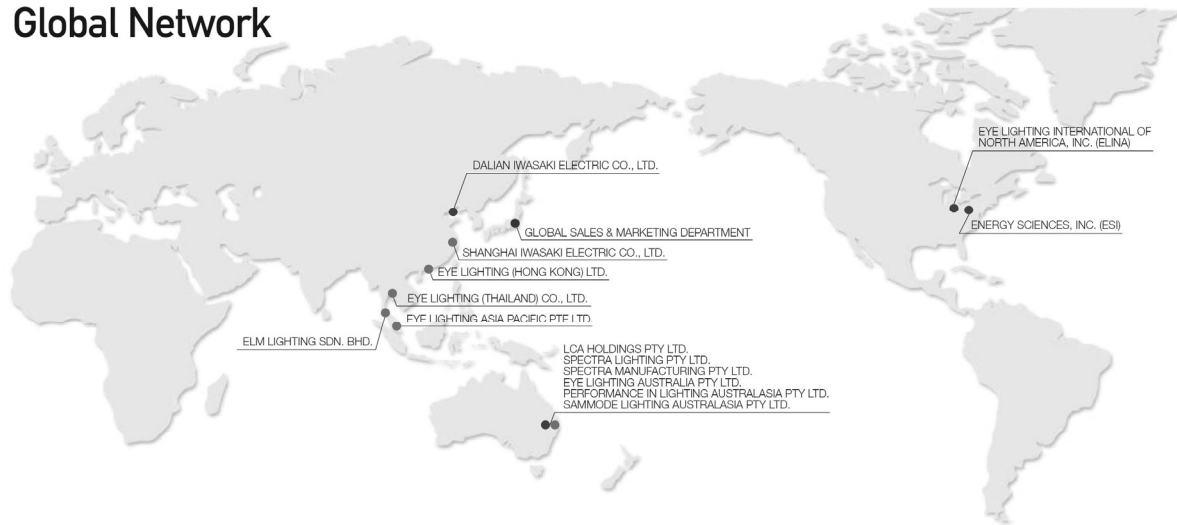 Global Network
EYE LIGHTING INTERNATIONAL OF
NORTH AMERICA, INC. (ELINA)
DALIAN IWASAKI ELECTRIC CO., LTD.
ENERGY SCIENCES, INC. (ESI)
GLOBAL SALES & MARKETING DEPARTMENT
SHANGHAI IWASAKI ELECTRIC CO., LTD.
EYE LIGHTING (HONG KONG) LTD.
EYE LIGHTING (THAILAND) CO., LTD.
EYE LIGHTING ASIA PACIFIC PTE LTD.
ELM LIGHTING SDN. BHD.
LCA HOLDINGS PTY LTD.
SPECTRA LIGHTING PTY LTD.
SPECTRA MANUFACTURING PTY LTD.
EYE LIGHTING AUSTRALIA PTY LTD.
PERFORMANCE IN LIGHTING AUSTRALASIA PTY LTD.
SAMMODE LIGHTING AUSTRALASIA PTY LTD.